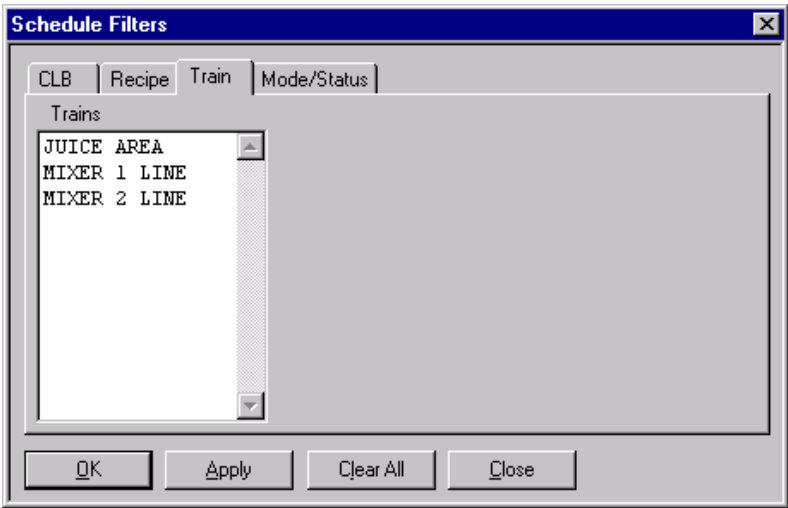 Schedule Filters
CLB Recipe Train Mode/Status
Trains
JUICE AREA
MIXER 1 LINE
MIXER 2 LINE
OK Apply Clear All Close